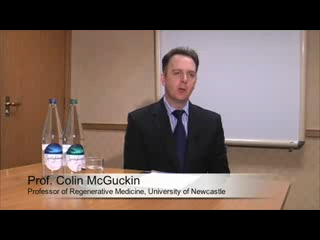 Prof. Colin McGuckin
Professor of Regenerative Medicine, University of Newcastle